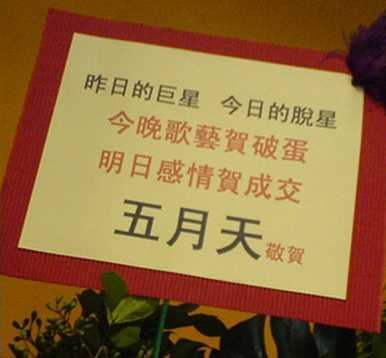 昨日的巨星 今日的脫星
今晚歌藝賀破蛋
明日感情賀成交
五月天敬賀